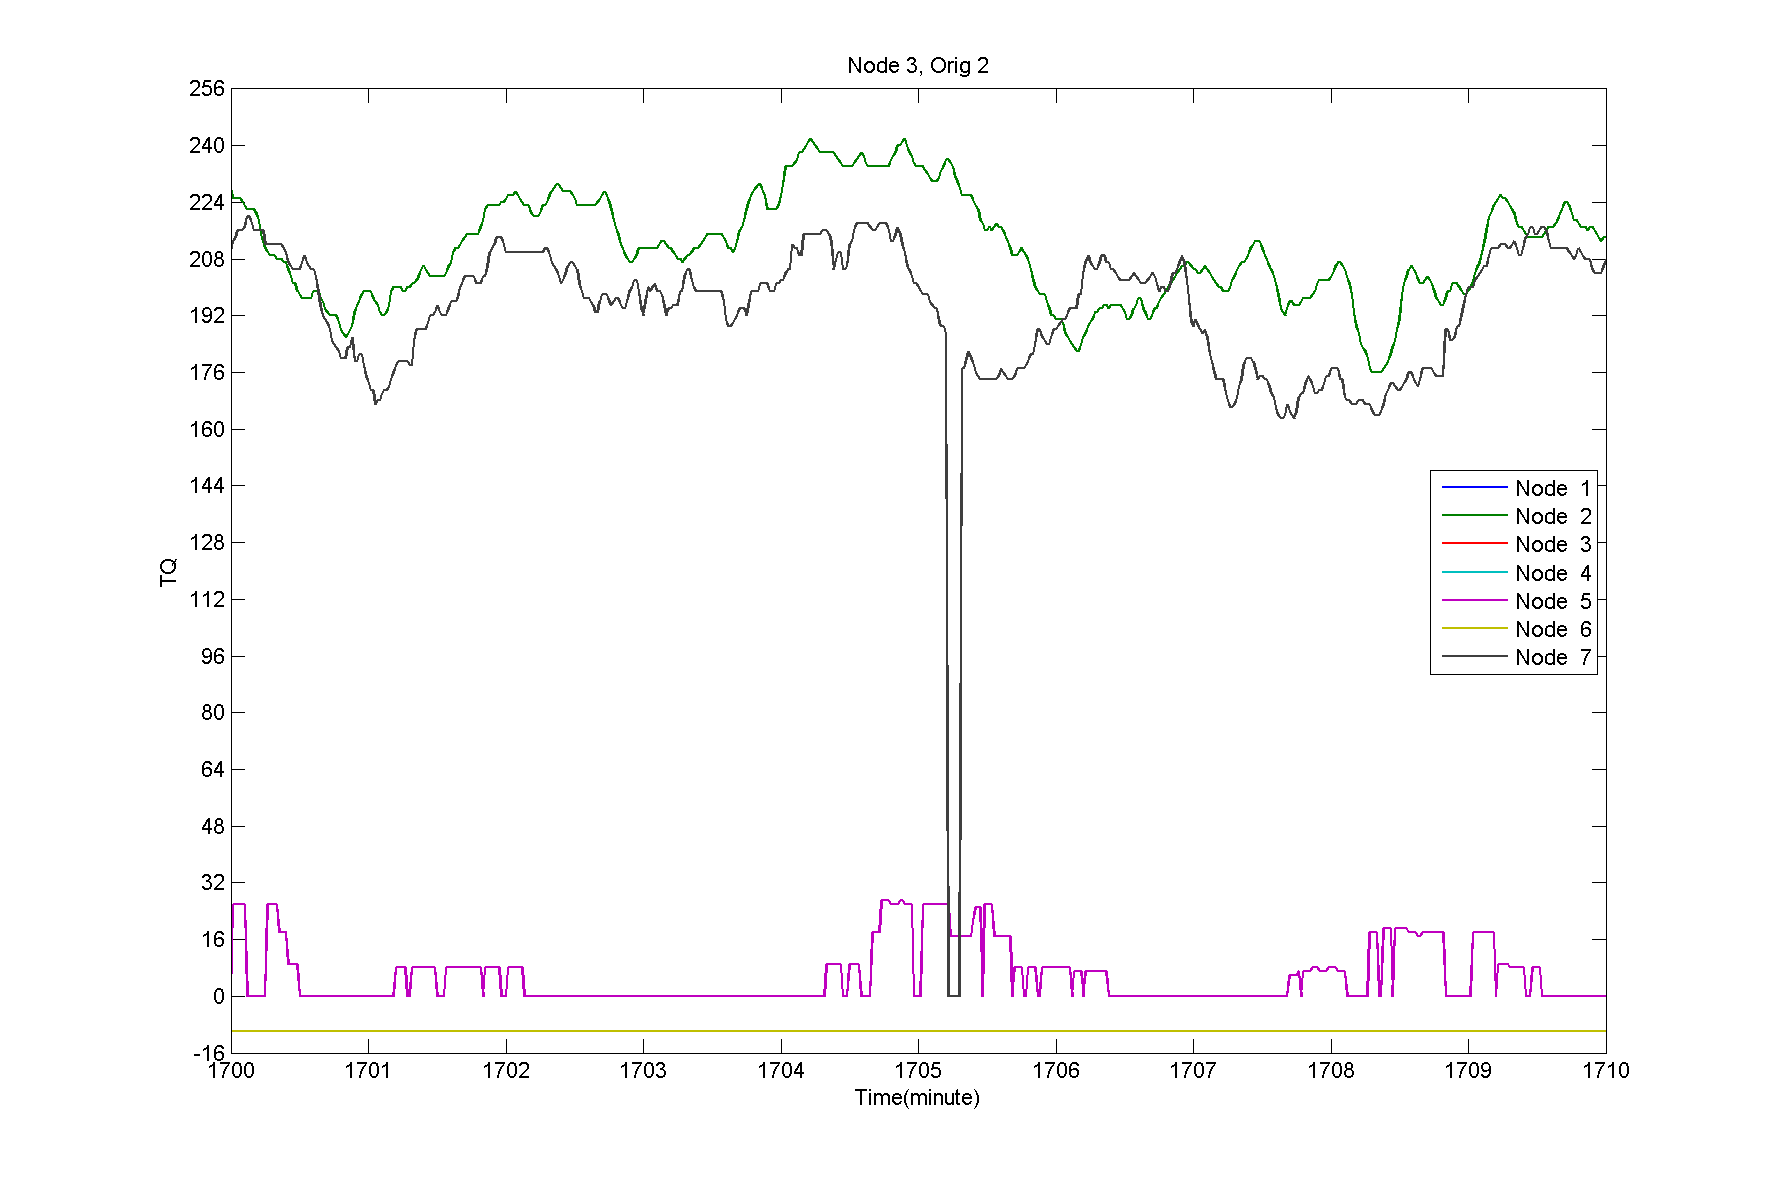 Node 3, Orig 2
256
240
224
208
192
176
160
144
128
112
96
80
64
48
32
16
0
-16
TQ
Node 1
Node 2
Node 3
Node 4
Node 5
Node 6
Node 7
1700 1701 1702 1703 1704 1705 1706 1707 1708 1709 1710
Time(minute)